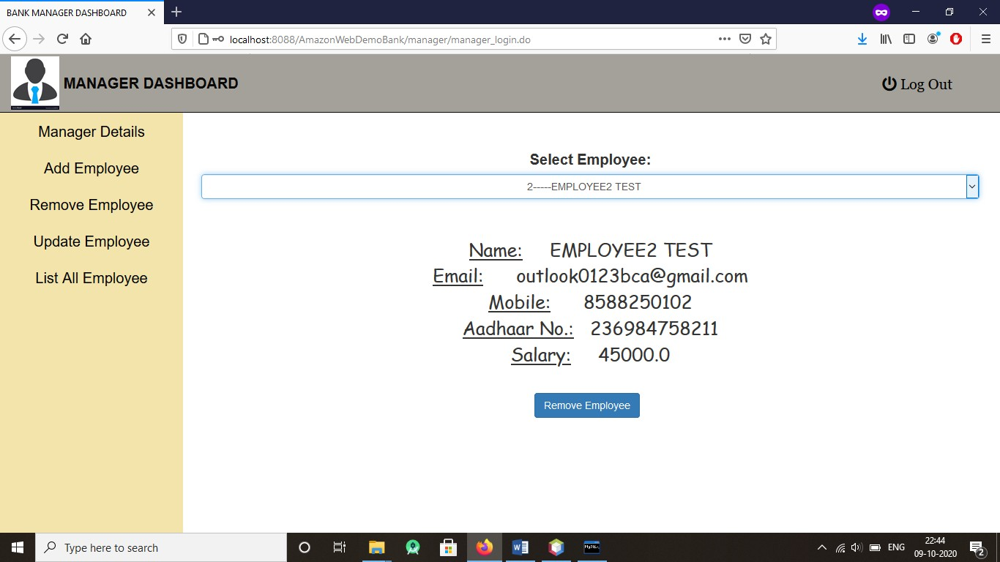 BANK MANAGER DASHBOARD
localhost:8088/AmazonWebDemoBank/manager/manager_login.do
MANAGER DASHBOARD
Log Out
Manager Details
Add Employee
Remove Employee
Update Employee
List All Employee
Select Employee:
2-----EMPLOYEE2 TEST
Name: EMPLOYEE2 TEST
Email: outlook0123bca@gmail.com
Mobile: 8588250102
Aadhaar No.: 236984758211
Salary: 45000.0
Remove Employee
Type here to search
MySQL
ENG
22:44
09-10-2020
2